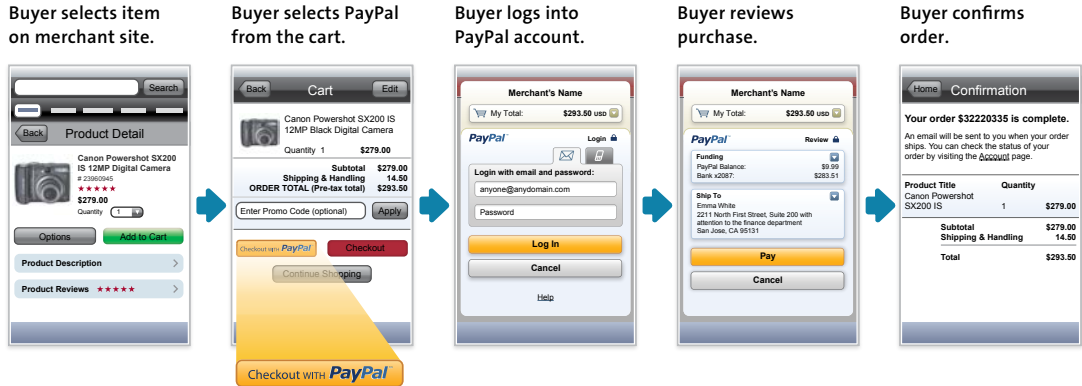 Buyer selects item
on merchant site.
Search
Back
Product Detail
Canon Powershot SX200
IS 12MP Digital Camera
# 23960945
★★★★★
$279.00
Quantity 1
Options
Add to Cart
Product Description >
Product Reviews ★★★★★ >
Buyer selects PayPal
from the cart.
Back
Cart
Edit
Canon Powershot SX200 IS
12MP Black Digital Camera
Quantity 1 $279.00
Subtotal $279.00
Shipping & Handling 14.50
ORDER TOTAL (Pre-tax total) $293.50
Enter Promo Code (optional)
Apply
Checkout with PayPal
Checkout
Continue Shopping
Checkout WITH PayPal
Buyer logs into
PayPal account.
Merchant's Name
My Total: $293.50 USD
PayPal
Login
Login with email and password:
anyone@anydomain.com
Password
Log In
Cancel
Help
Buyer reviews
purchase.
Merchant's Name
My Total: $293.50 USD
PayPal
Review
Funding
PayPal Balance: $9.99
Bank x2087: $283.51
Ship To
Emma White
2211 North First Street, Suite 200 with
attention to the finance department
San Jose, CA 95131
Pay
Cancel
Buyer confirms
order.
Home
Confirmation
Your order $32220335 is complete.
An email will be sent to you when your order
ships. You can check the status of your
order by visiting the Account page.
Product Title Quantity
Canon Powershot
SX200 IS 1 $279.00
Subtotal $279.00
Shipping & Handling 14.50
Total $293.50